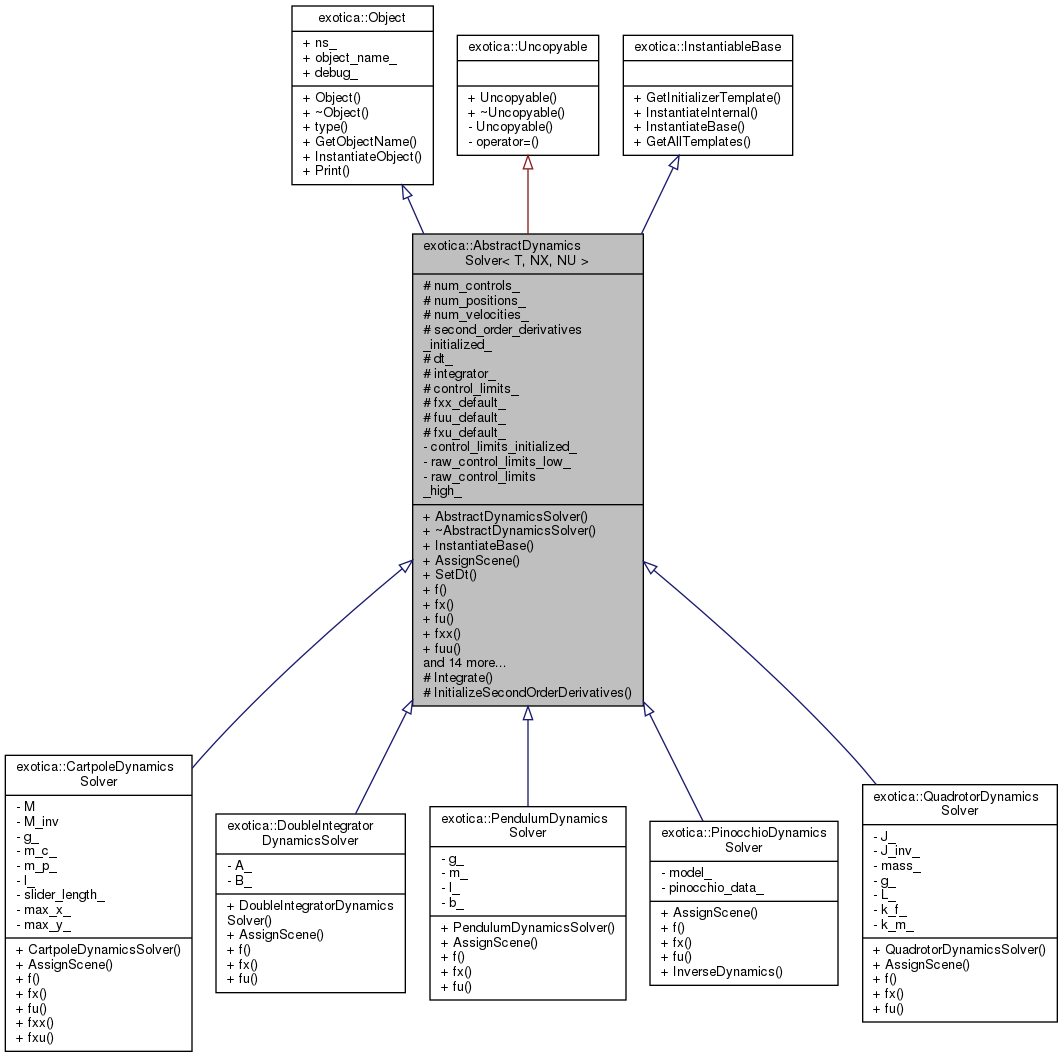 exotica::Object
+ ns_
+ object_name_
+ debug_
+ Object()
+ ~Object()
+ type()
+ GetObjectName()
+ InstantiateObject()
+ Print()
exotica::Uncopyable
+ Uncopyable()
+ ~Uncopyable()
- Uncopyable()
- operator=()
exotica::InstantiableBase
+ GetInitializerTemplate()
+ InstantiateInternal()
+ InstantiateBase()
+ GetAllTemplates()
exotica::AbstractDynamics
Solver< T, NX, NU >
# num_controls_
# num_positions_
# num_velocities_
# second_order_derivatives
_initialized_
# dt_
# integrator_
# control_limits_
# fxx_default_
# fuu_default_
# fxu_default_
- control_limits_initialized_
- raw_control_limits_low_
- raw_control_limits
_high_
+ AbstractDynamicsSolver()
+ ~AbstractDynamicsSolver()
+ InstantiateBase()
+ AssignScene()
+ SetDt()
+ f()
+ fx()
+ fu()
+ fxx()
+ fuu()
and 14 more...
# Integrate()
# InitializeSecondOrderDerivatives()
exotica::CartpoleDynamics
Solver
- M
- M_inv
- g_
- m_c_
- m_p_
- l_
- slider_length_
- max_x_
- max_y_
+ CartpoleDynamicsSolver()
+ AssignScene()
+ f()
+ fx()
+ fu()
+ fxx()
+ fxu()
exotica::DoubleIntegrator
DynamicsSolver
- A_
- B_
+ DoubleIntegratorDynamics
Solver()
+ AssignScene()
+ f()
+ fx()
+ fu()
exotica::PendulumDynamics
Solver
- g_
- m_
- l_
- b_
+ PendulumDynamicsSolver()
+ AssignScene()
+ f()
+ fx()
+ fu()
exotica::PinocchioDynamics
Solver
- model_
- pinocchio_data_
+ AssignScene()
+ f()
+ fx()
+ fu()
+ InverseDynamics()
exotica::QuadrotorDynamics
Solver
- J_
- J_inv_
- mass_
- g_
- L_
- k_f_
- k_m_
+ QuadrotorDynamicsSolver()
+ AssignScene()
+ f()
+ fx()
+ fu()